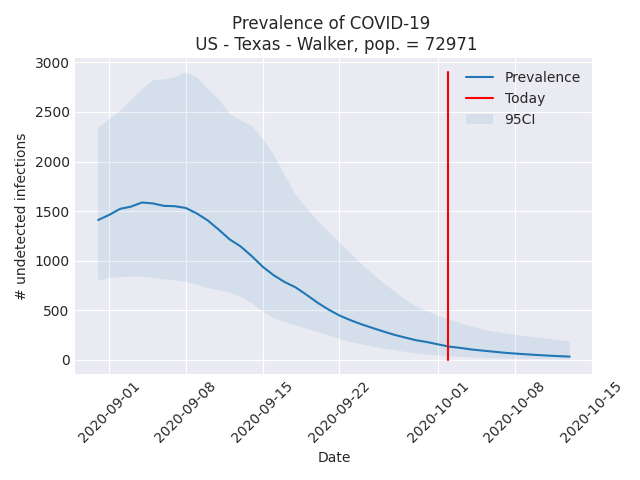 Prevalence of COVID-19
US - Texas - Walker, pop. = 72971
3000
2500
2000
1500
1000
500
0
# undetected infections
Prevalence
Today
95CI
2020-09-01
2020-09-08
2020-09-15
2020-09-22
2020-10-01
2020-10-08
2020-10-15
Date